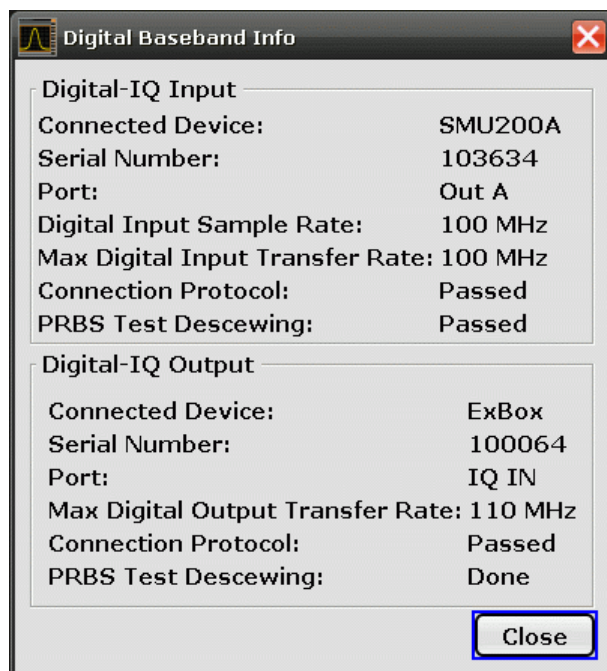 Digital Baseband Info
Digital-IQ Input
Connected Device: SMU200A
Serial Number: 103634
Port: Out A
Digital Input Sample Rate: 100 MHz
Max Digital Input Transfer Rate: 100 MHz
Connection Protocol: Passed
PRBS Test Descewing: Passed
Digital-IQ Output
Connected Device: ExBox
Serial Number: 100064
Port: IQ IN
Max Digital Output Transfer Rate: 110 MHz
Connection Protocol: Passed
PRBS Test Descewing: Done
Close